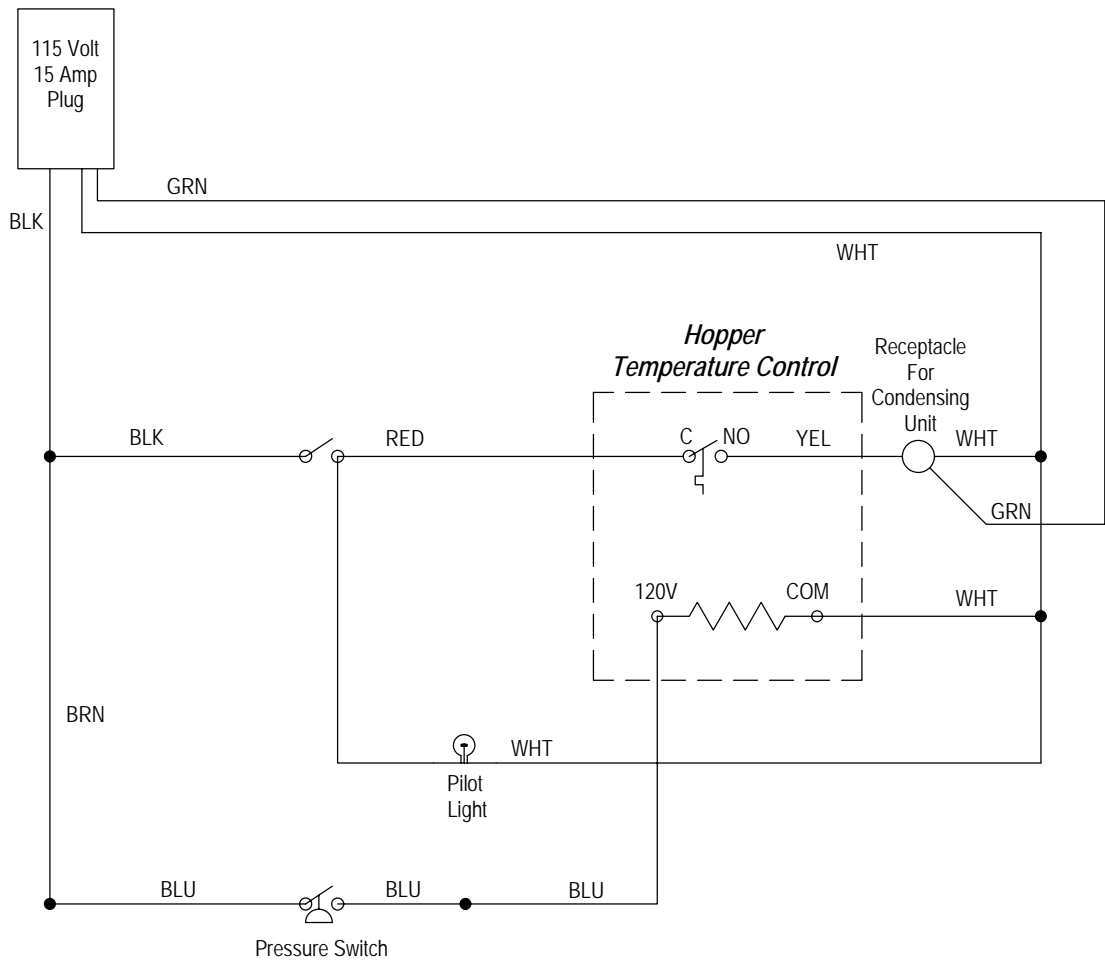 115 Volt
15 Amp
Plug
GRN
BLK
WHT
Hopper
Temperature Control
Receptacle
For
Condensing
Unit
BLK
RED
C
NO
YEL
WHT
GRN
120V
COM
WHT
BRN
WHT
Pilot
Light
BLU
BLU
BLU
Pressure Switch